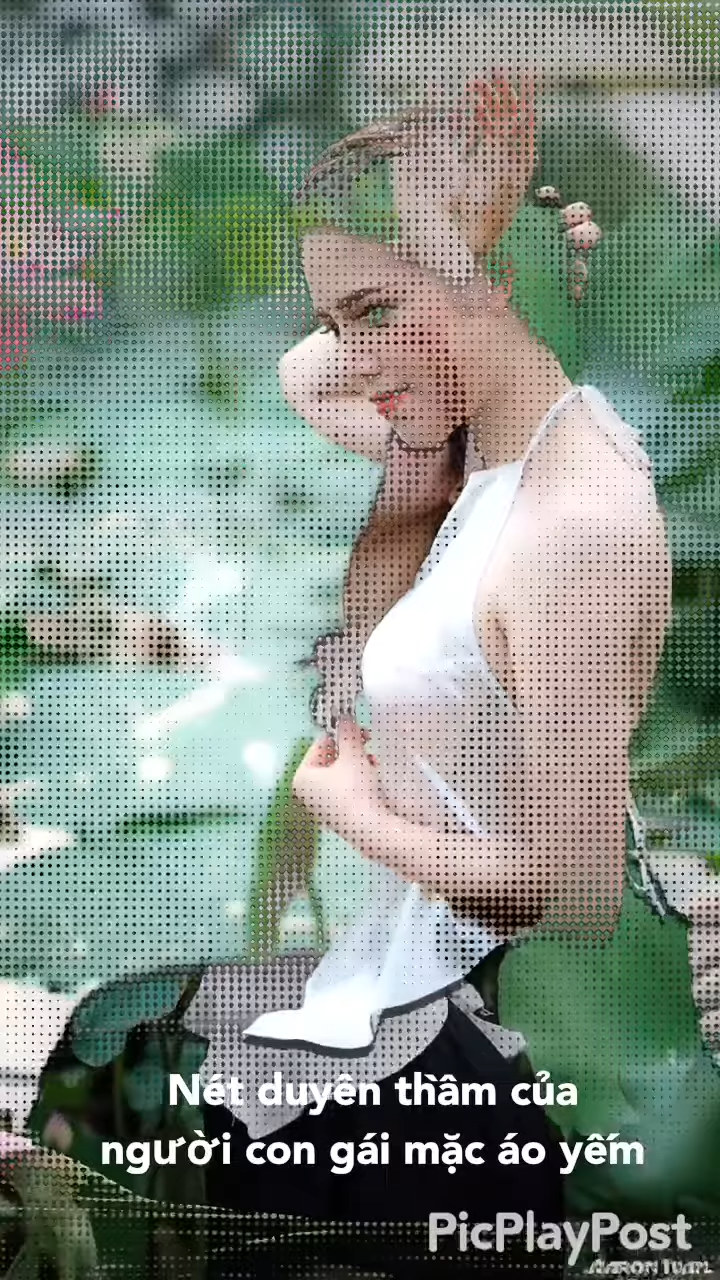 Nét duyên thầm của
người con gái mặc áo yếm
PicPlayPost